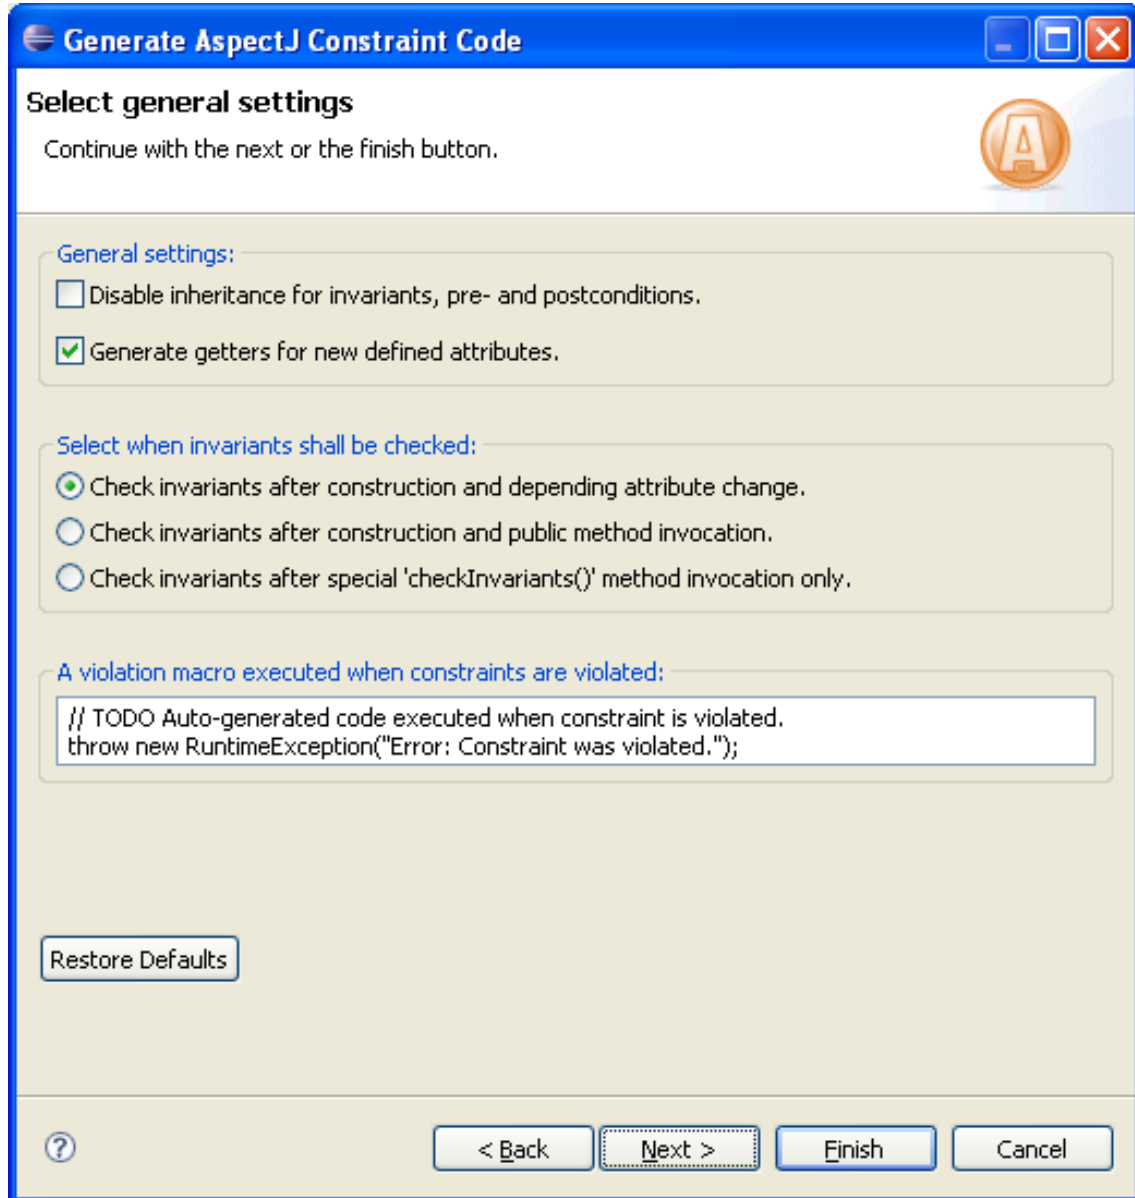 Generate AspectJ Constraint Code
Select general settings
Continue with the next or the finish button.
A
General settings:
Disable inheritance for invariants, pre- and postconditions.
Generate getters for new defined attributes.
Select when invariants shall be checked:
Check invariants after construction and depending attribute change.
Check invariants after construction and public method invocation.
Check invariants after special 'checkInvariants()' method invocation only.
A violation macro executed when constraints are violated:
// TODO Auto-generated code executed when constraint is violated.
throw new RuntimeException("Error: Constraint was violated.");
Restore Defaults
? < Back Next > Finish Cancel